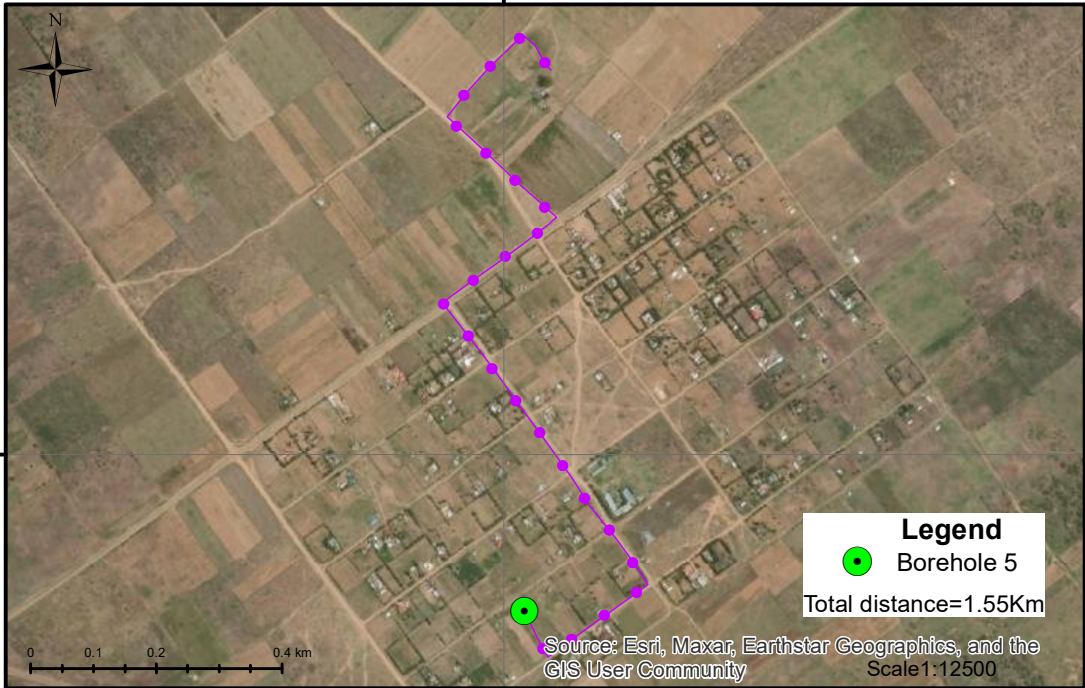 N
Legend
Borehole 5
Total distance=1.55Km
0 0.1 0.2 0.4 km
Source: Esri, Maxar, Earthstar Geographics, and the
GIS User Community
Scale1:12500